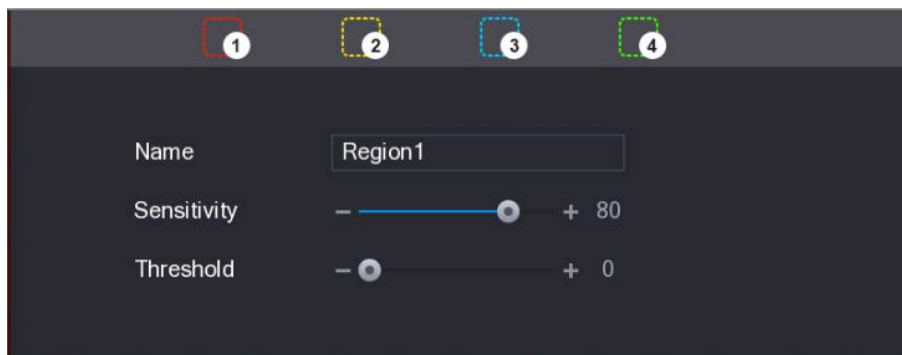 1 2 3 4
Name Region1
Sensitivity - + 80
Threshold - + 0